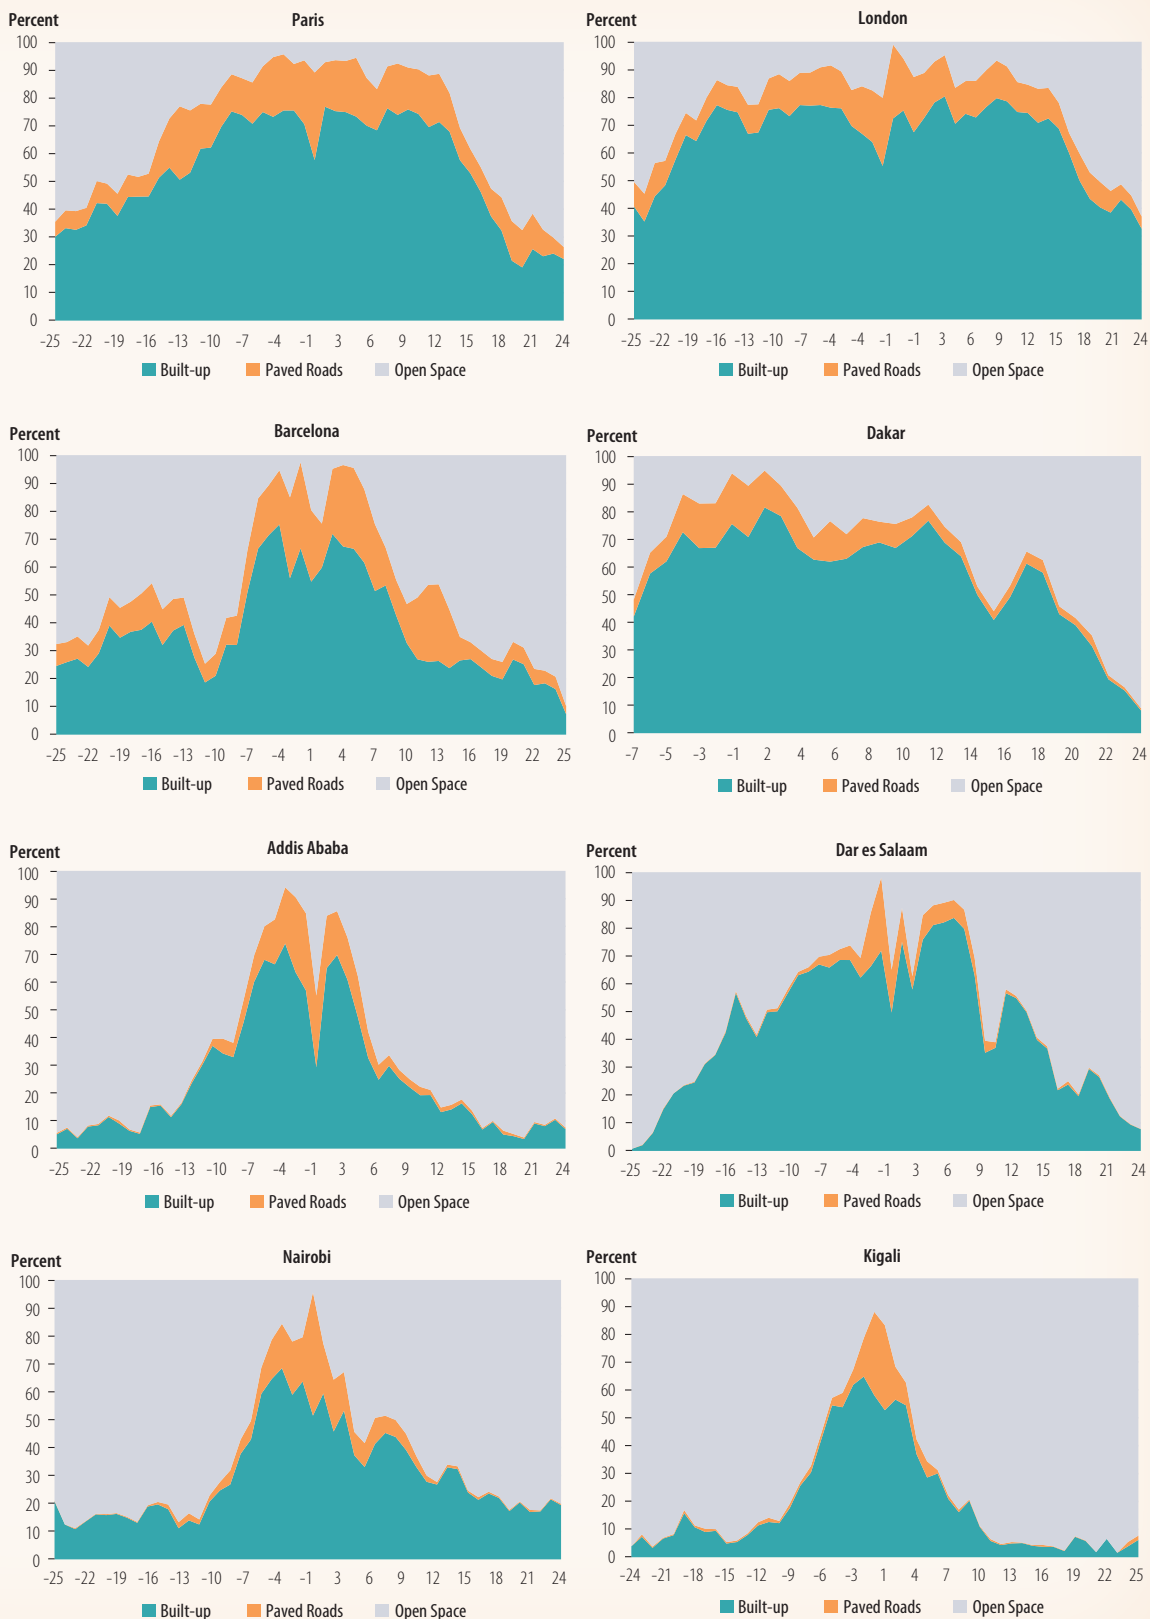 Percent
Paris
100
90
80
70
60
50
40
30
20
10
0
-25 -22 -19 -16 -13 -10 -7 -4 -1 3 6 9 12 15 18 21 24
Built-up Paved Roads Open Space
Percent
London
100
90
80
70
60
50
40
30
20
10
0
-25 -22 -19 -16 -13 -10 -7 -4 -4 -1 -1 3 6 9 12 15 18 21 24
Built-up Paved Roads Open Space
Percent
Barcelona
100
90
80
70
60
50
40
30
20
10
0
-25 -22 -19 -16 -13 -10 -7 -4 1 4 7 10 13 16 19 22 25
Built-up Paved Roads Open Space
Percent
Dakar
100
90
80
70
60
50
40
30
20
10
0
-7 -5 -3 -1 2 4 6 8 10 12 14 16 18 20 22 24
Built-up Paved Roads Open Space
Percent
Addis Ababa
100
90
80
70
60
50
40
30
20
10
0
-25 -22 -19 -16 -13 -10 -7 -4 -1 3 6 9 12 15 18 21 24
Built-up Paved Roads Open Space
Percent
Dar es Salaam
100
90
80
70
60
50
40
30
20
10
0
-25 -22 -19 -16 -13 -10 -7 -4 -1 3 6 9 12 15 18 21 24
Built-up Paved Roads Open Space
Percent
Nairobi
100
90
80
70
60
50
40
30
20
10
0
-25 -22 -19 -16 -13 -10 -7 -4 -1 3 6 9 12 15 18 21 24
Built-up Paved Roads Open Space
Percent
Kigali
100
90
80
70
60
50
40
30
20
10
0
-24 -21 -18 -15 -12 -9 -6 -3 1 4 7 10 13 16 19 22 25
Built-up Paved Roads Open Space